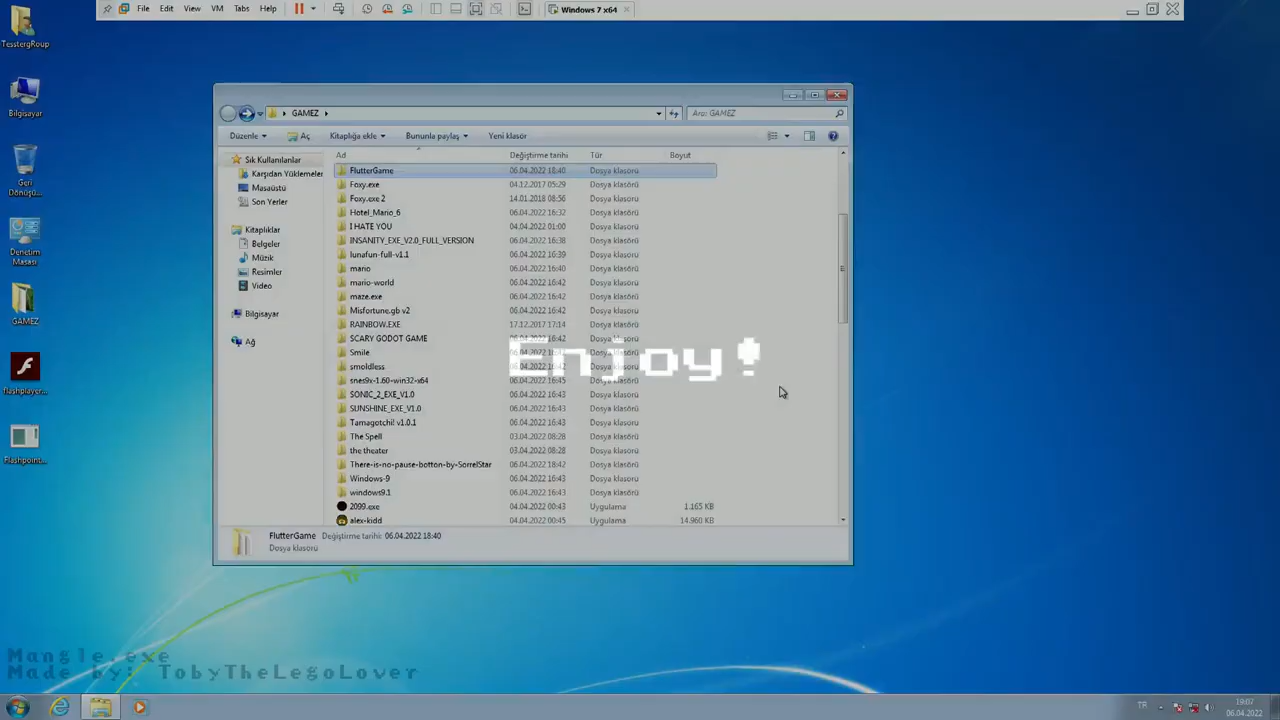 File Edit View VM Tabs Help
Windows 7 x64
TesstergRoup
Bilgisayar
Geri
Dönüşü...
Denetim
Masası
GAMEZ
flashplayer...
Flashpoint...
GAMEZ
Ara: GAMEZ
Düzenle Aç Kitaplığa ekle Bununla paylaş Yeni klasör
Sık Kullanılanlar
Karşıdan Yüklemeler
Masaüstü
Son Yerler
Kitaplıklar
Belgeler
Müzik
Resimler
Video
Bilgisayar
Ağ
Ad Değiştirme tarihi Tür Boyut
FlutterGame 06.04.2022 18:40 Dosya klasörü
Foxy.exe 04.12.2017 05:29 Dosya klasörü
Foxy.exe 2 14.01.2018 08:56 Dosya klasörü
Hotel_Mario_6 06.04.2022 16:32 Dosya klasörü
I HATE YOU 04.04.2022 01:00 Dosya klasörü
INSANITY_EXE_V2.0_FULL_VERSION 06.04.2022 16:38 Dosya klasörü
lunafun-full-v1.1 06.04.2022 16:39 Dosya klasörü
mario 06.04.2022 16:40 Dosya klasörü
mario-world 06.04.2022 16:42 Dosya klasörü
maze.exe 06.04.2022 16:42 Dosya klasörü
Misfortune.gb v2 06.04.2022 16:42 Dosya klasörü
RAINBOW.EXE 17.12.2017 17:14 Dosya klasörü
SCARY GODOT GAME 06.04.2022 16:42 Dosya klasörü
Smile Dosya klasörü
smoldless Dosya klasörü
snes9x-1.60-win32-x64 06.04.2022 16:45 Dosya klasörü
SONIC_2_EXE_V1.0 06.04.2022 16:43 Dosya klasörü
SUNSHINE_EXE_V1.0 06.04.2022 16:43 Dosya klasörü
Tamagotchi! v1.0.1 06.04.2022 16:43 Dosya klasörü
The Spell 03.04.2022 08:28 Dosya klasörü
the theater 03.04.2022 08:28 Dosya klasörü
There-is-no-pause-botton-by-SorrelStar 06.04.2022 18:42 Dosya klasörü
Windows-9 06.04.2022 16:43 Dosya klasörü
windows9.1 06.04.2022 16:43 Dosya klasörü
2099.exe 04.04.2022 00:43 Uygulama 1.165 KB
alex-kidd 04.04.2022 00:45 Uygulama 14.960 KB
Enjoy!
FlutterGame Değiştirme tarihi: 06.04.2022 18:40
Dosya klasörü
Mangle.exe
Made by: TobyTheLegoLover
TR
19:07
06.04.2022